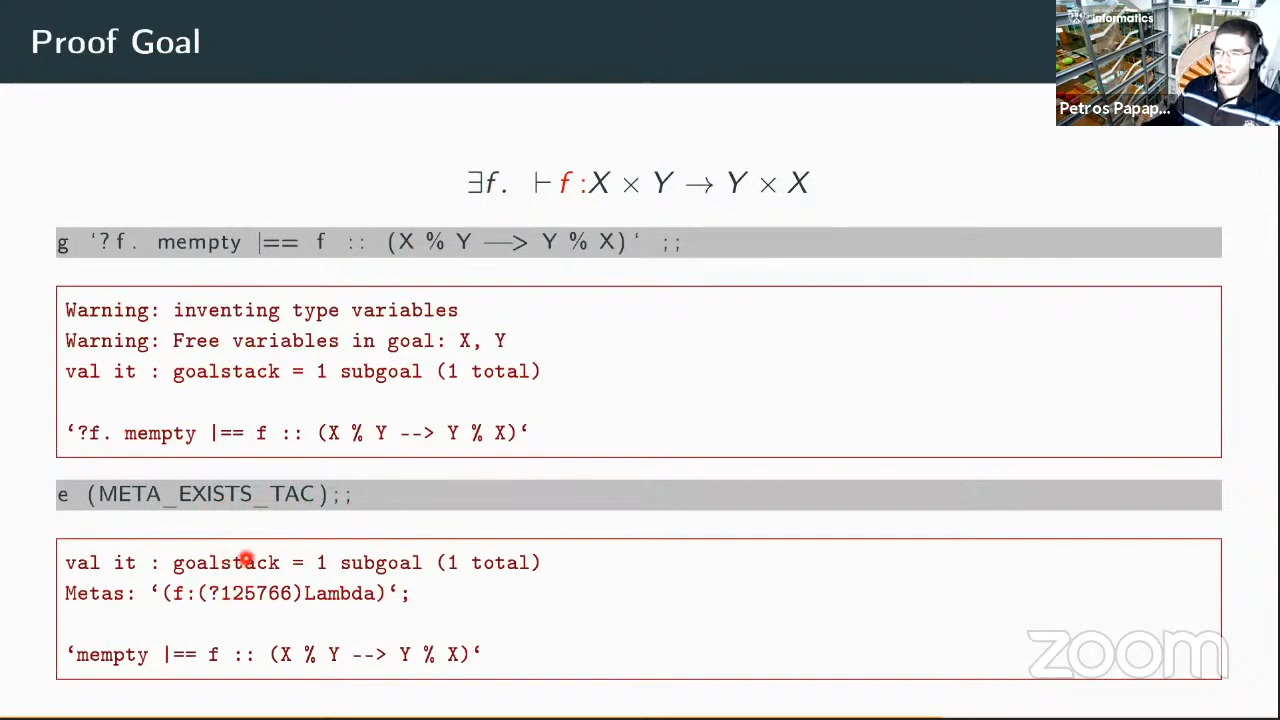 Proof Goal
informatics
Petros Papap...
∃f. ⊢ f :X × Y → Y × X
g ‘?f. mempty |== f :: (X % Y —> Y % X)‘ ;;
Warning: inventing type variables
Warning: Free variables in goal: X, Y
val it : goalstack = 1 subgoal (1 total)
‘?f. mempty |== f :: (X % Y --> Y % X)‘
e (META_EXISTS_TAC);;
val it : goalstack = 1 subgoal (1 total)
Metas: ‘(f:(?125766)Lambda)‘;
‘mempty |== f :: (X % Y --> Y % X)‘
zoom